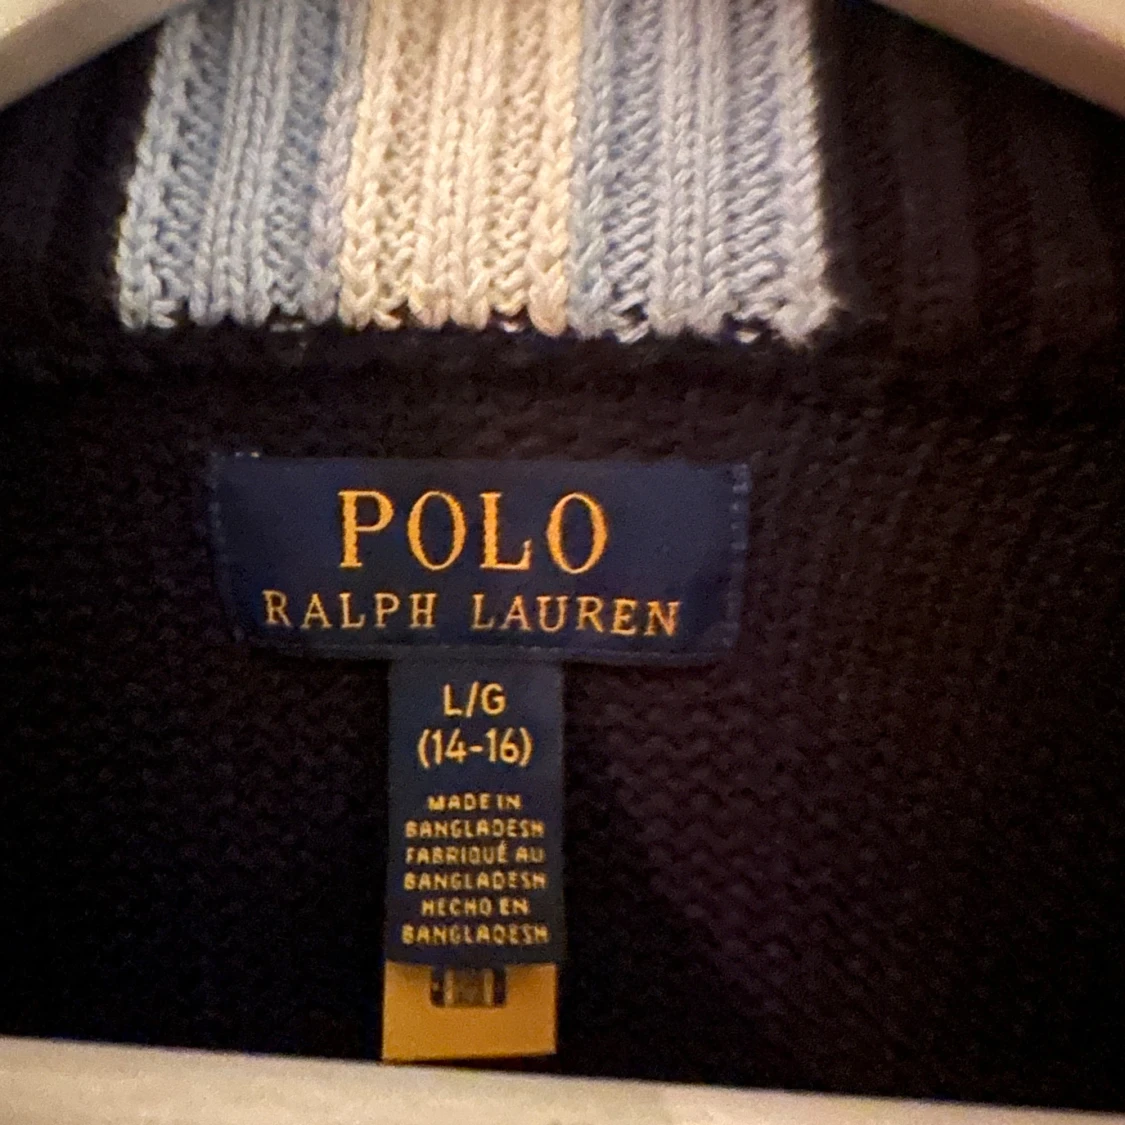 POLO
RALPH LAUREN
L/G
(14-16)
MADE IN
BANGLADESH
FABRIQUÉ AU
BANGLADESH
HECHO EN
BANGLADESH